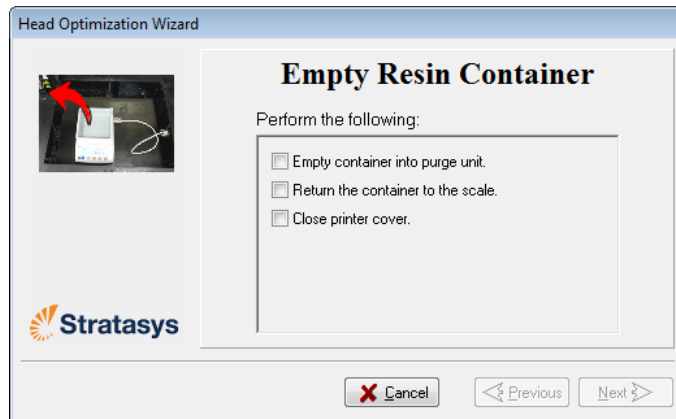 Head Optimization Wizard
Empty Resin Container
Perform the following:
Empty container into purge unit.
Return the container to the scale.
Close printer cover.
Stratasys
Cancel
Previous
Next